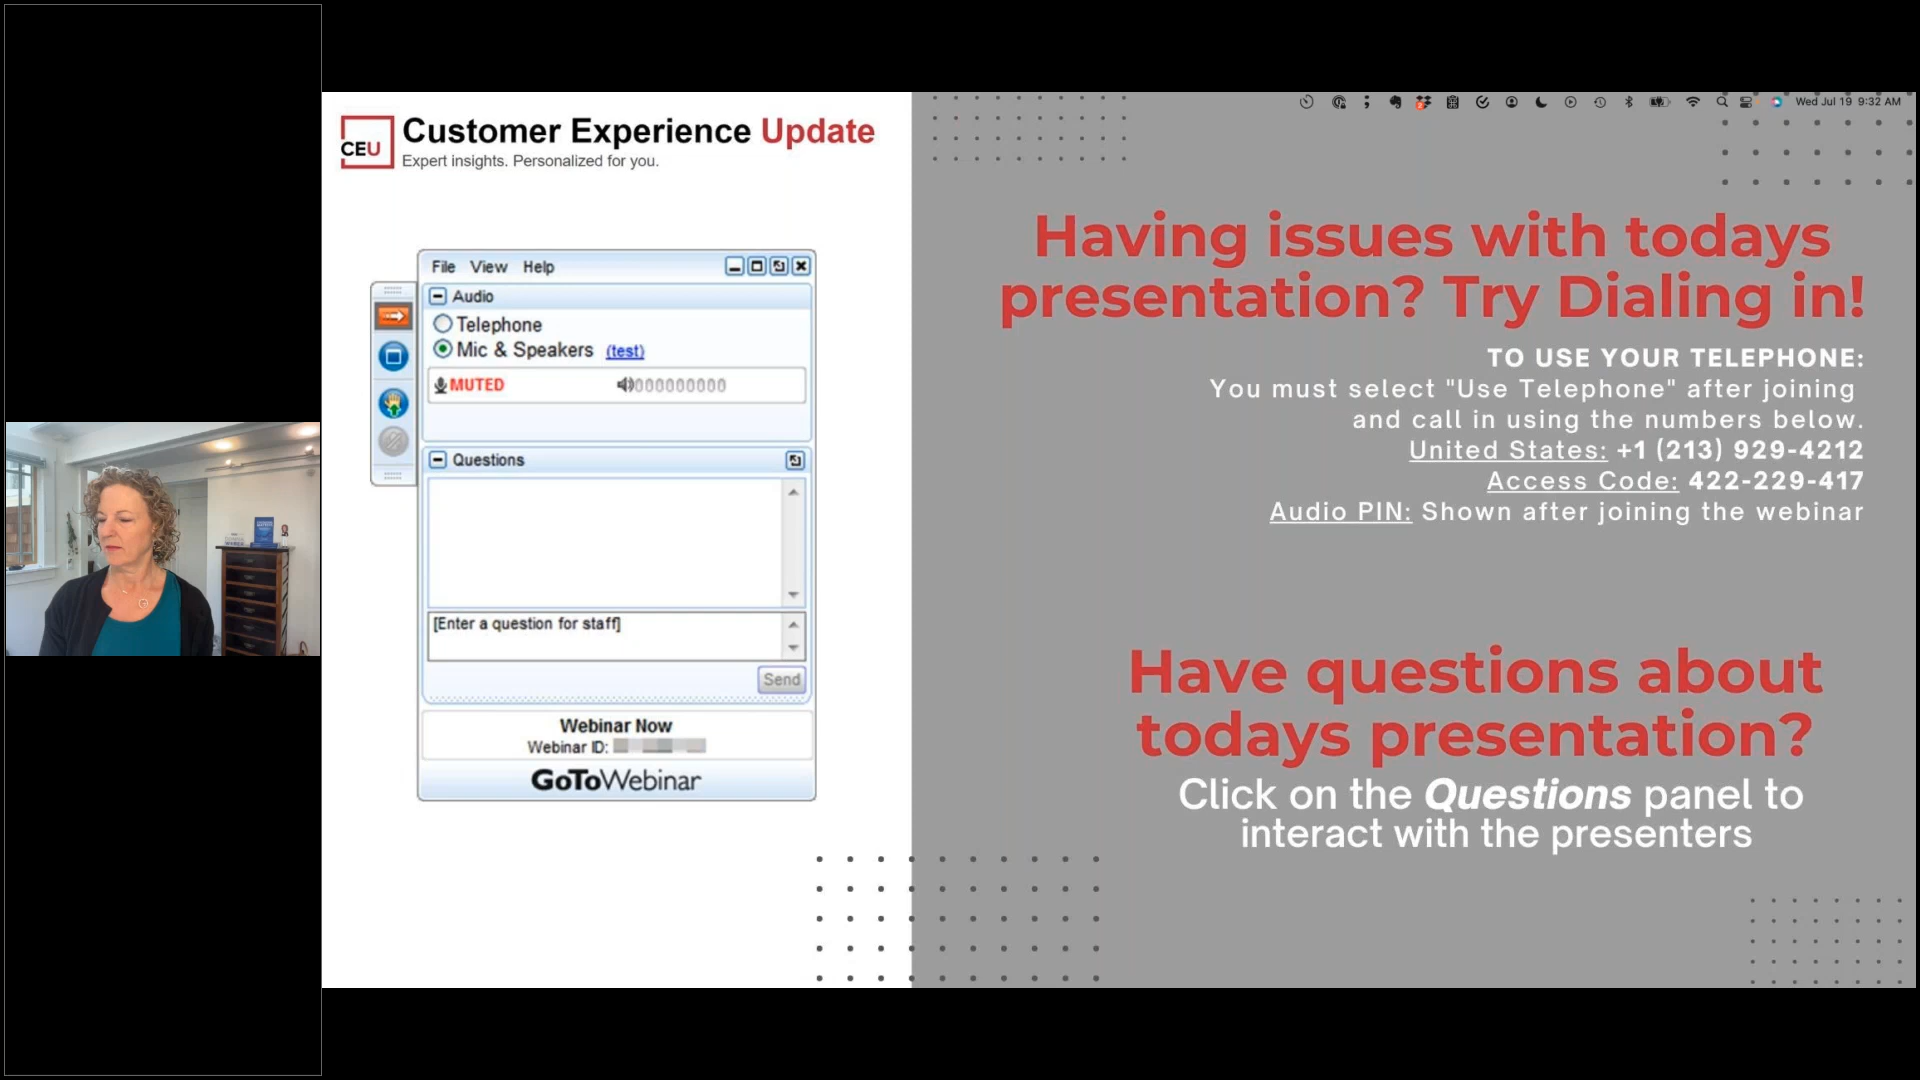 Wed Jul 19 9:32 AM
CEU
Customer Experience Update
Expert insights. Personalized for you.
File View Help
Audio
Telephone
Mic & Speakers (test)
MUTED
000000000
Questions
[Enter a question for staff]
Send
Webinar Now
Webinar ID:
GoToWebinar
Having issues with todays
presentation? Try Dialing in!
TO USE YOUR TELEPHONE:
You must select "Use Telephone" after joining
and call in using the numbers below.
United States: +1 (213) 929-4212
Access Code: 422-229-417
Audio PIN: Shown after joining the webinar
Have questions about
todays presentation?
Click on the Questions panel to
interact with the presenters